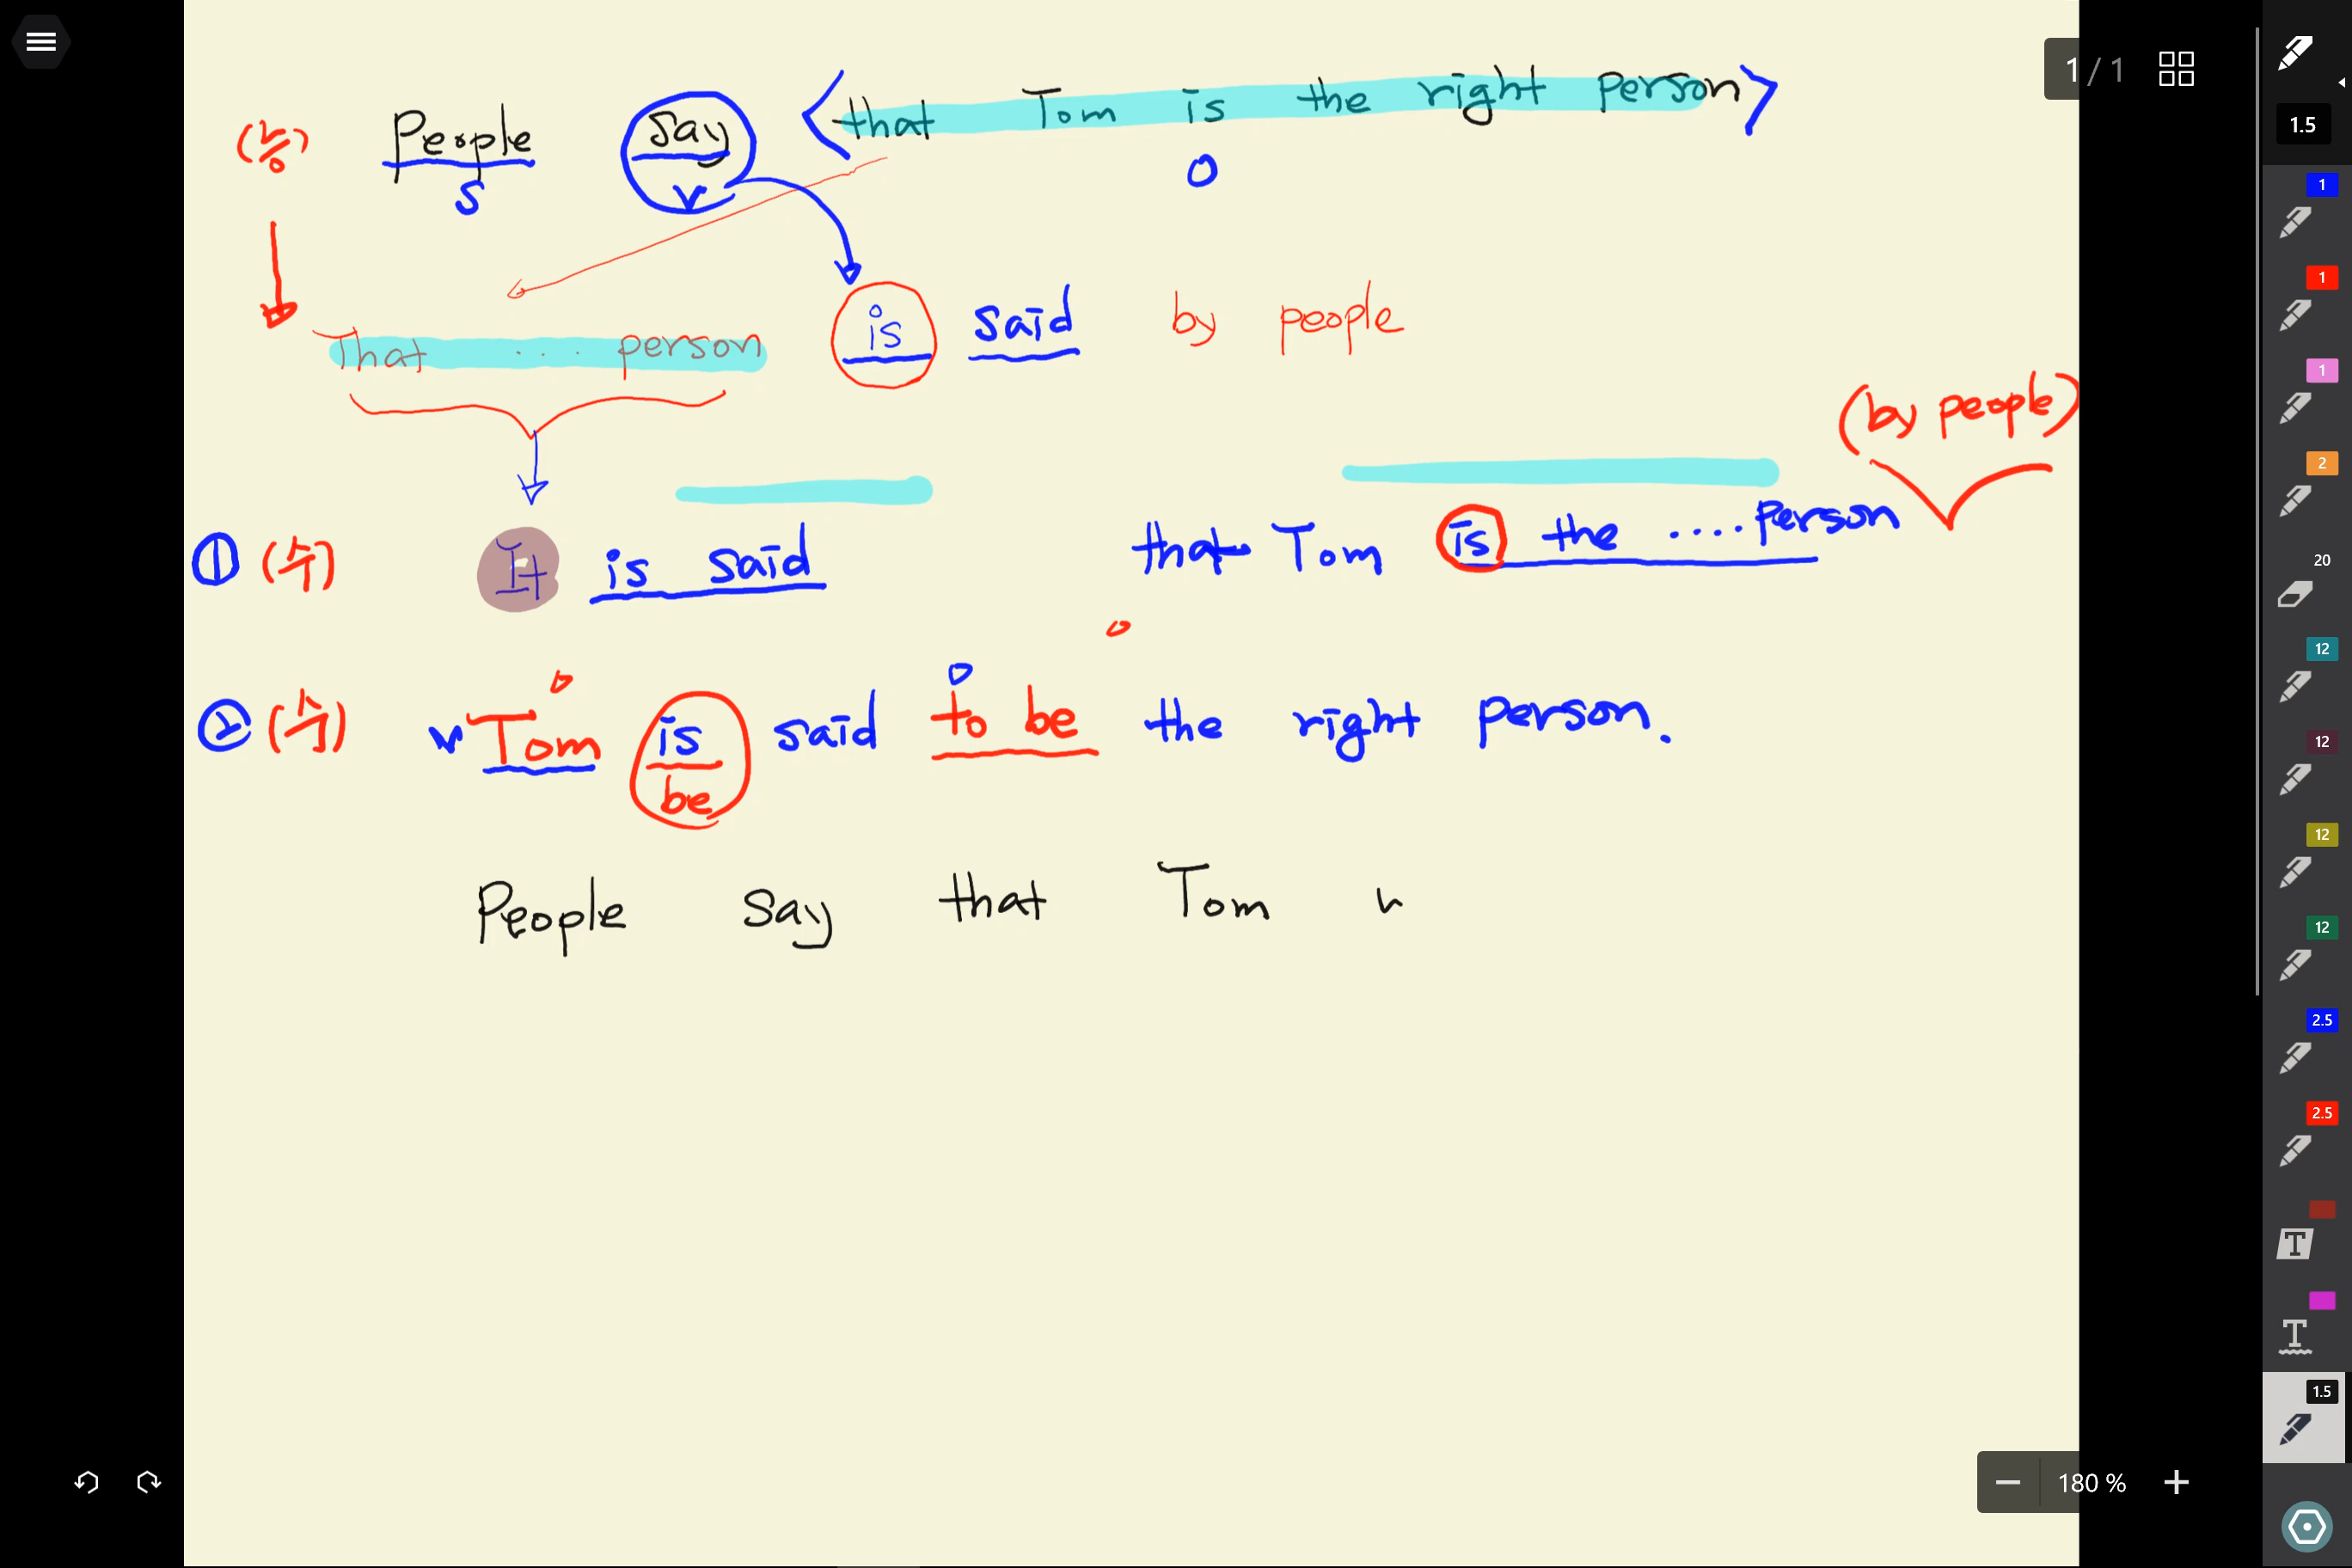 1 / 1
1.5
(능) People say <that Tom is the right person>
S V O
That .... person is said by people
(by people)
① (수) It is said that Tom is the .... person
② (수) Tom is said to be the right person.
be
People say that Tom
1
1
1
2
20
12
12
12
12
2.5
2.5
T
T
1.5
180 %